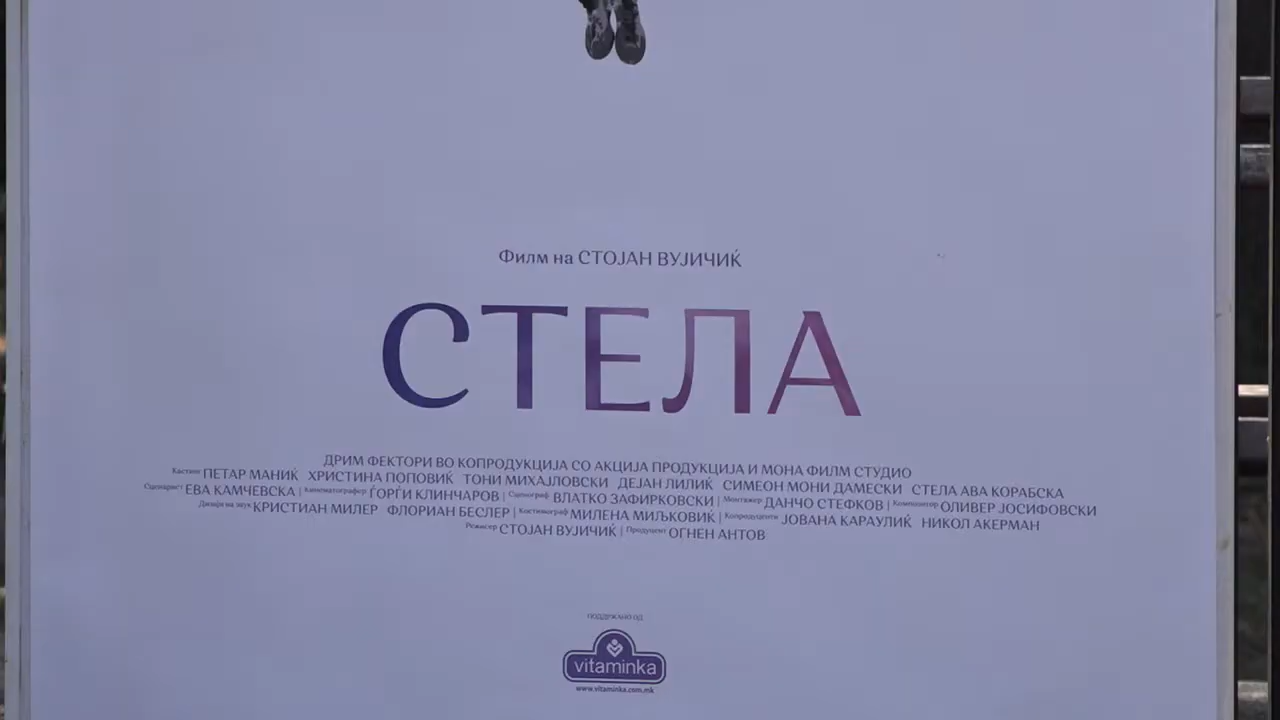 Филм на СТОЈАН ВУЈИЧИЌ
СТЕЛА
ДРИМ ФЕКТОРИ ВО КОПРОДУКЦИЈА СО АКЦИЈА ПРОДУКЦИЈА И МОНА ФИЛМ СТУДИО
Кастинг ПЕТАР МАНИЌ ХРИСТИНА ПОПОВИЌ ТОНИ МИХАЈЛОВСКИ ДЕЈАН ЛИЛИЌ СИМЕОН МОНИ ДАМЕСКИ СТЕЛА АВА КОРАБСКА
Сценарист ЕВА КАМЧЕВСКА | Кинематографер ЃОРЃИ КЛИНЧАРОВ | Сценограф ВЛАТКО ЗАФИРКОВСКИ | Монтажер ДАНЧО СТЕФКОВ | Композитор ОЛИВЕР ЈОСИФОВСКИ
Дизајн на звук КРИСТИАН МИЛЕР ФЛОРИАН БЕСЛЕР | Костимограф МИЛЕНА МИЉКОВИЌ | Копродуценти ЈОВАНА КАРАУЛИЌ НИКОЛ АКЕРМАН
Режисер СТОЈАН ВУЈИЧИЌ | Продуцент ОГНЕН АНТОВ
ПОДДРЖАНО ОД
vitaminka
www.vitaminka.com.mk